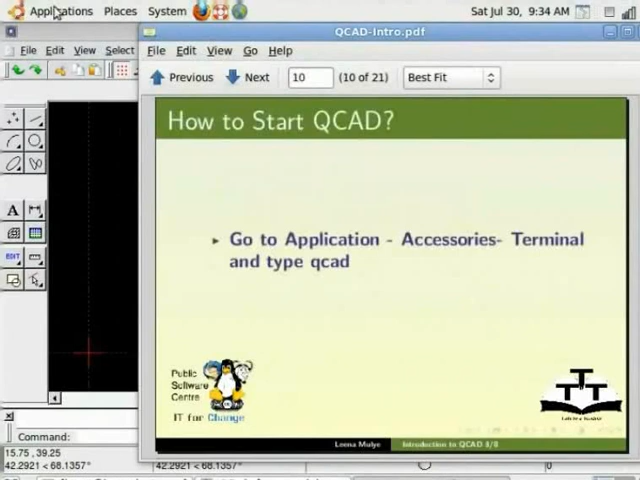 Applications Places System Sat Jul 30, 9:34 AM
QCAD-Intro.pdf
File Edit View Select
File Edit View Go Help
Previous Next 10 (10 of 21) Best Fit
How to Start QCAD?
Go to Application - Accessories- Terminal
and type qcad
A
EDIT
Public
Software
Centre
IT for Change
TTT
Leena Mulye Introduction to QCAD
Command:
15.75 , 39.25
42.2921 < 68.1357°
42.2921 < 68.1357°
0